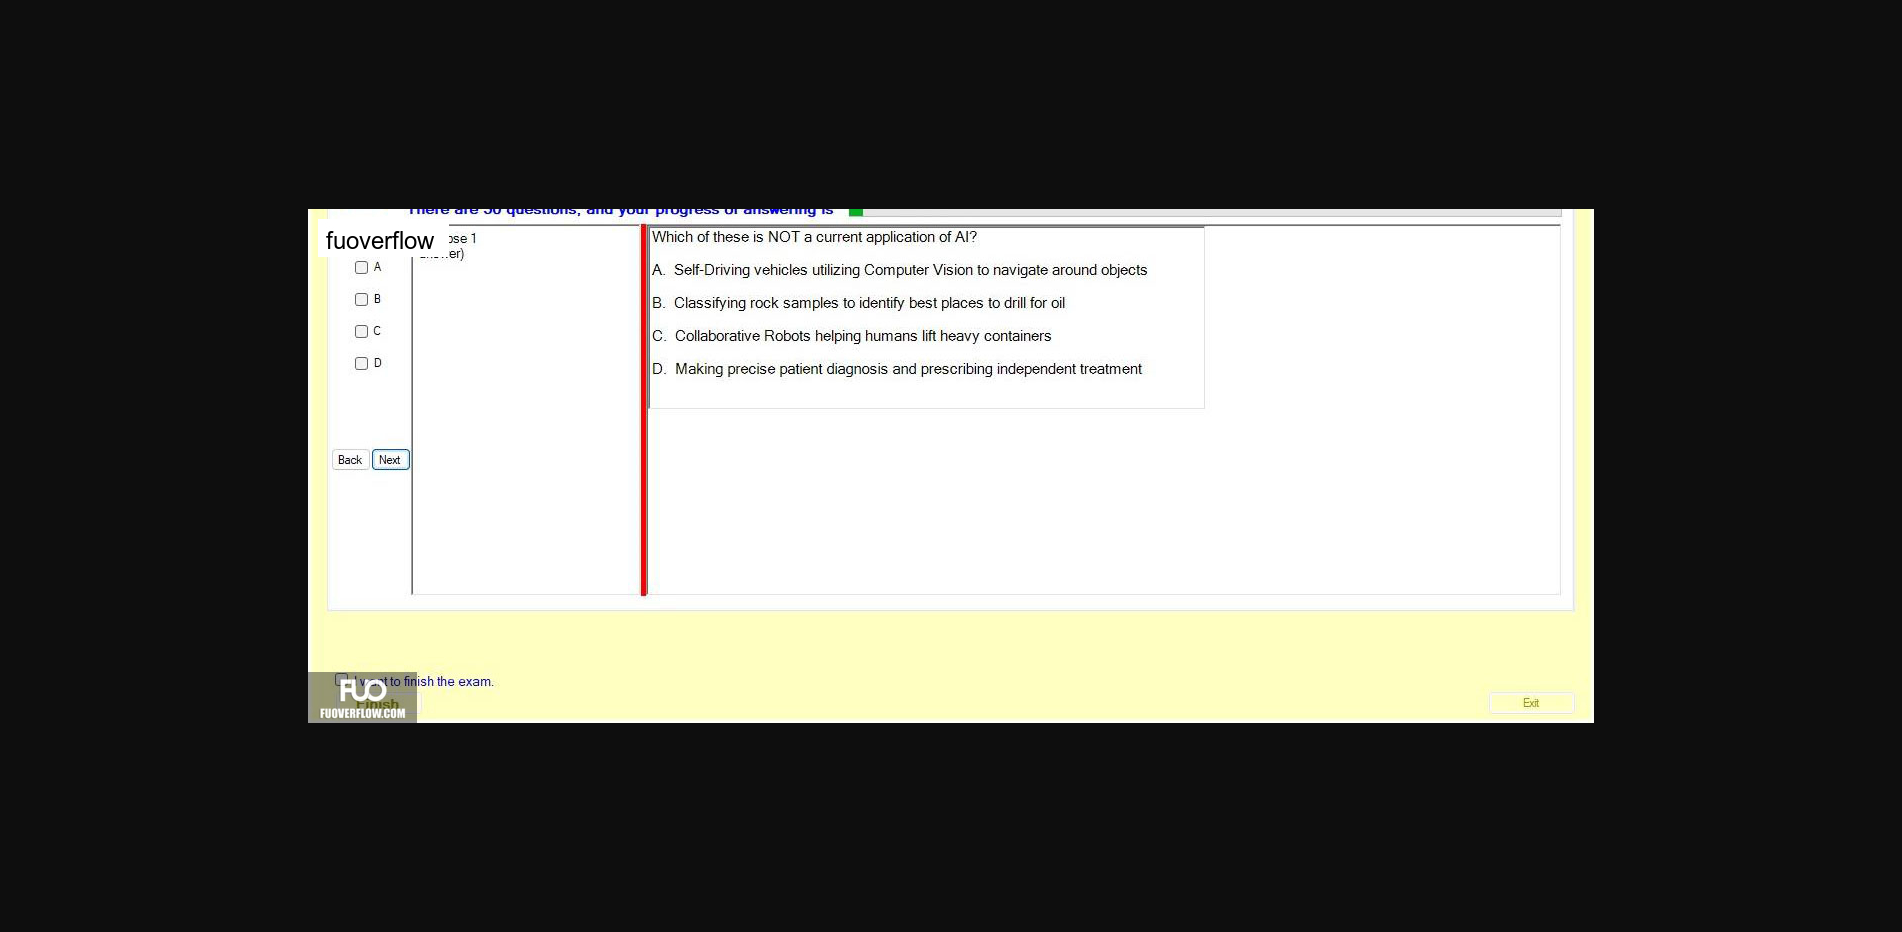 There are 50 questions, and your progress of answering is
fuoverflow
ose 1
er)
A
B
C
D
Back
Next
Which of these is NOT a current application of AI?
A. Self-Driving vehicles utilizing Computer Vision to navigate around objects
B. Classifying rock samples to identify best places to drill for oil
C. Collaborative Robots helping humans lift heavy containers
D. Making precise patient diagnosis and prescribing independent treatment
I want to finish the exam.
Finish
FUO
FUOVERFLOW.COM
Exit